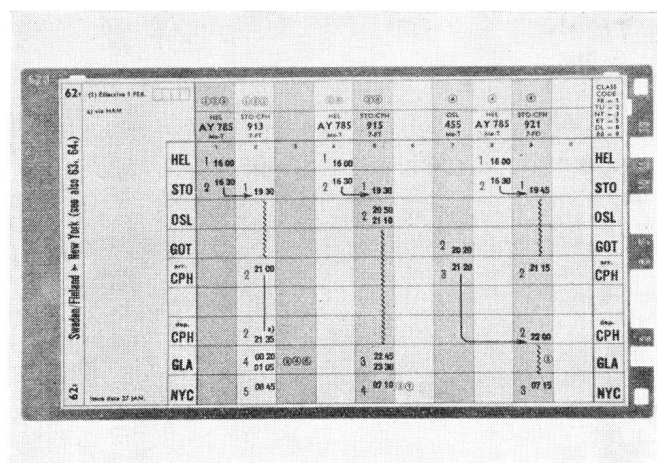 62:
(S) Effective 1 FEB.
a) via HAM
Sweden/Finland ► New York (see also 63. 64.)
62:
Issue date 27 JAN.
HEL STO/CPH HEL STO/CPH OSL HEL STO/CPH
AY 785 913 AY 785 915 455 AY 785 921
Mo-T 7-FT Mo-T 7-FT Mo-T Mo-T 7-FO
CLASS
CODE
HEL 1 16 00 1 16 00 1 16 00 HEL
STO 2 16 30 1 19 30 2 16 30 1 19 30 2 16 30 1 19 45 STO
OSL 2 20 50 OSL
21 10
GOT 2 20 20 GOT
arr. arr.
CPH 2 21 00 3 21 20 2 21 15 CPH
dep. a) dep.
CPH 2 21 35 2 22 00 CPH
GLA 4 00 20 3 22 45 GLA
01 05 23 30
NYC 5 08 45 4 07 10 3 07 15 NYC